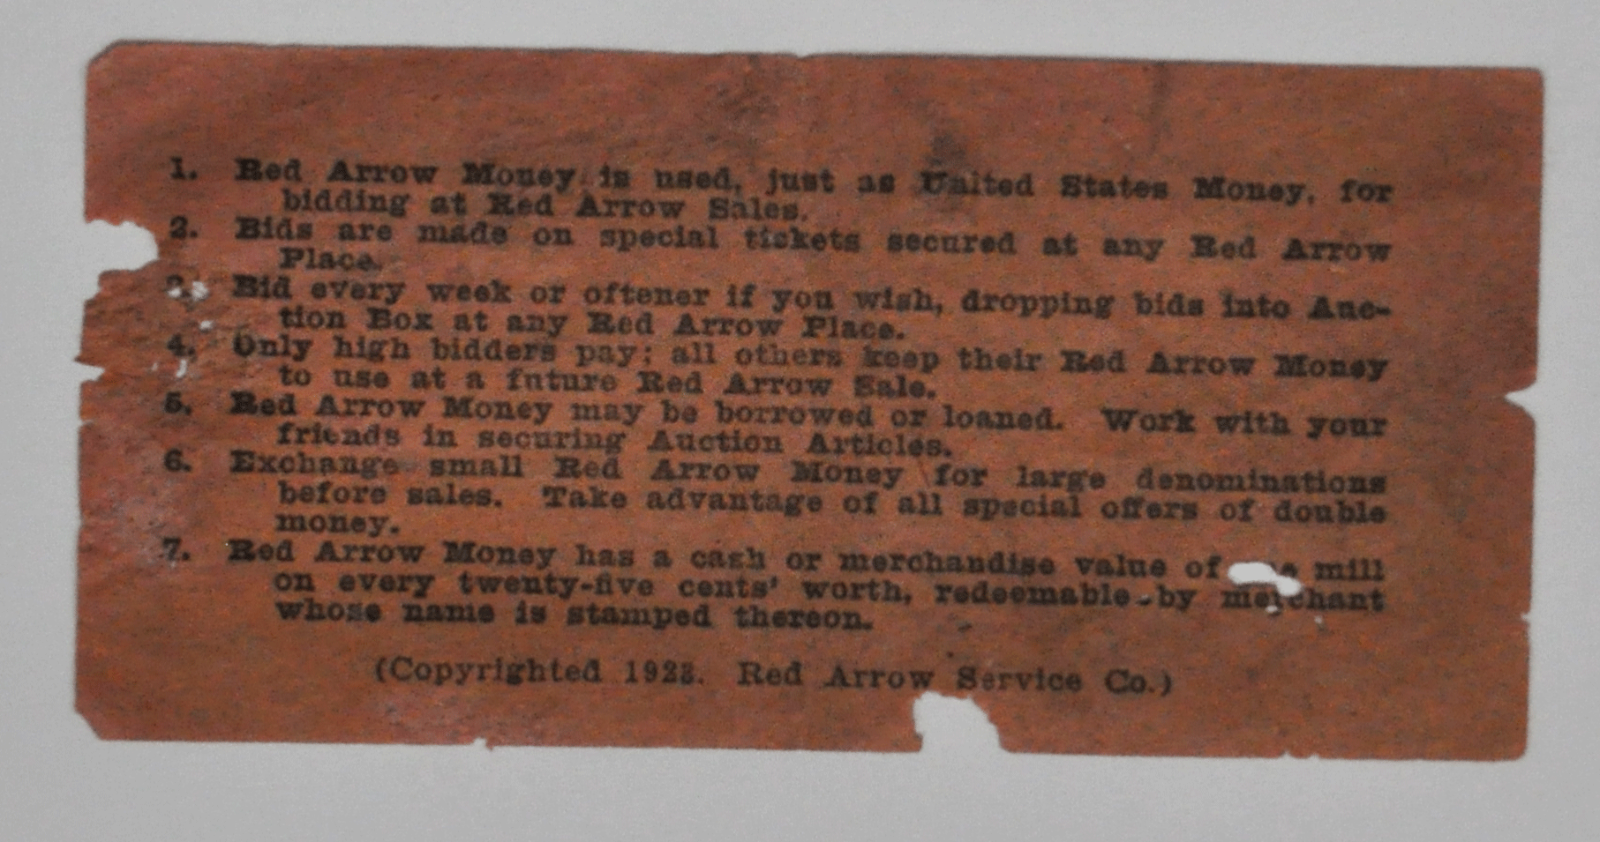 1. Red Arrow Money is used, just as United States Money, for
bidding at Red Arrow Sales.
2. Bids are made on special tickets secured at any Red Arrow
Place.
3. Bid every week or oftener if you wish, dropping bids into Auc-
tion Box at any Red Arrow Place.
4. Only high bidders pay; all others keep their Red Arrow Money
to use at a future Red Arrow Sale.
5. Red Arrow Money may be borrowed or loaned. Work with your
friends in securing Auction Articles.
6. Exchange small Red Arrow Money for large denominations
before sales. Take advantage of all special offers of double
money.
7. Red Arrow Money has a cash or merchandise value of mill
on every twenty-five cents' worth, redeemable by merchant
whose name is stamped thereon.
(Copyrighted Red Arrow Service Co.)